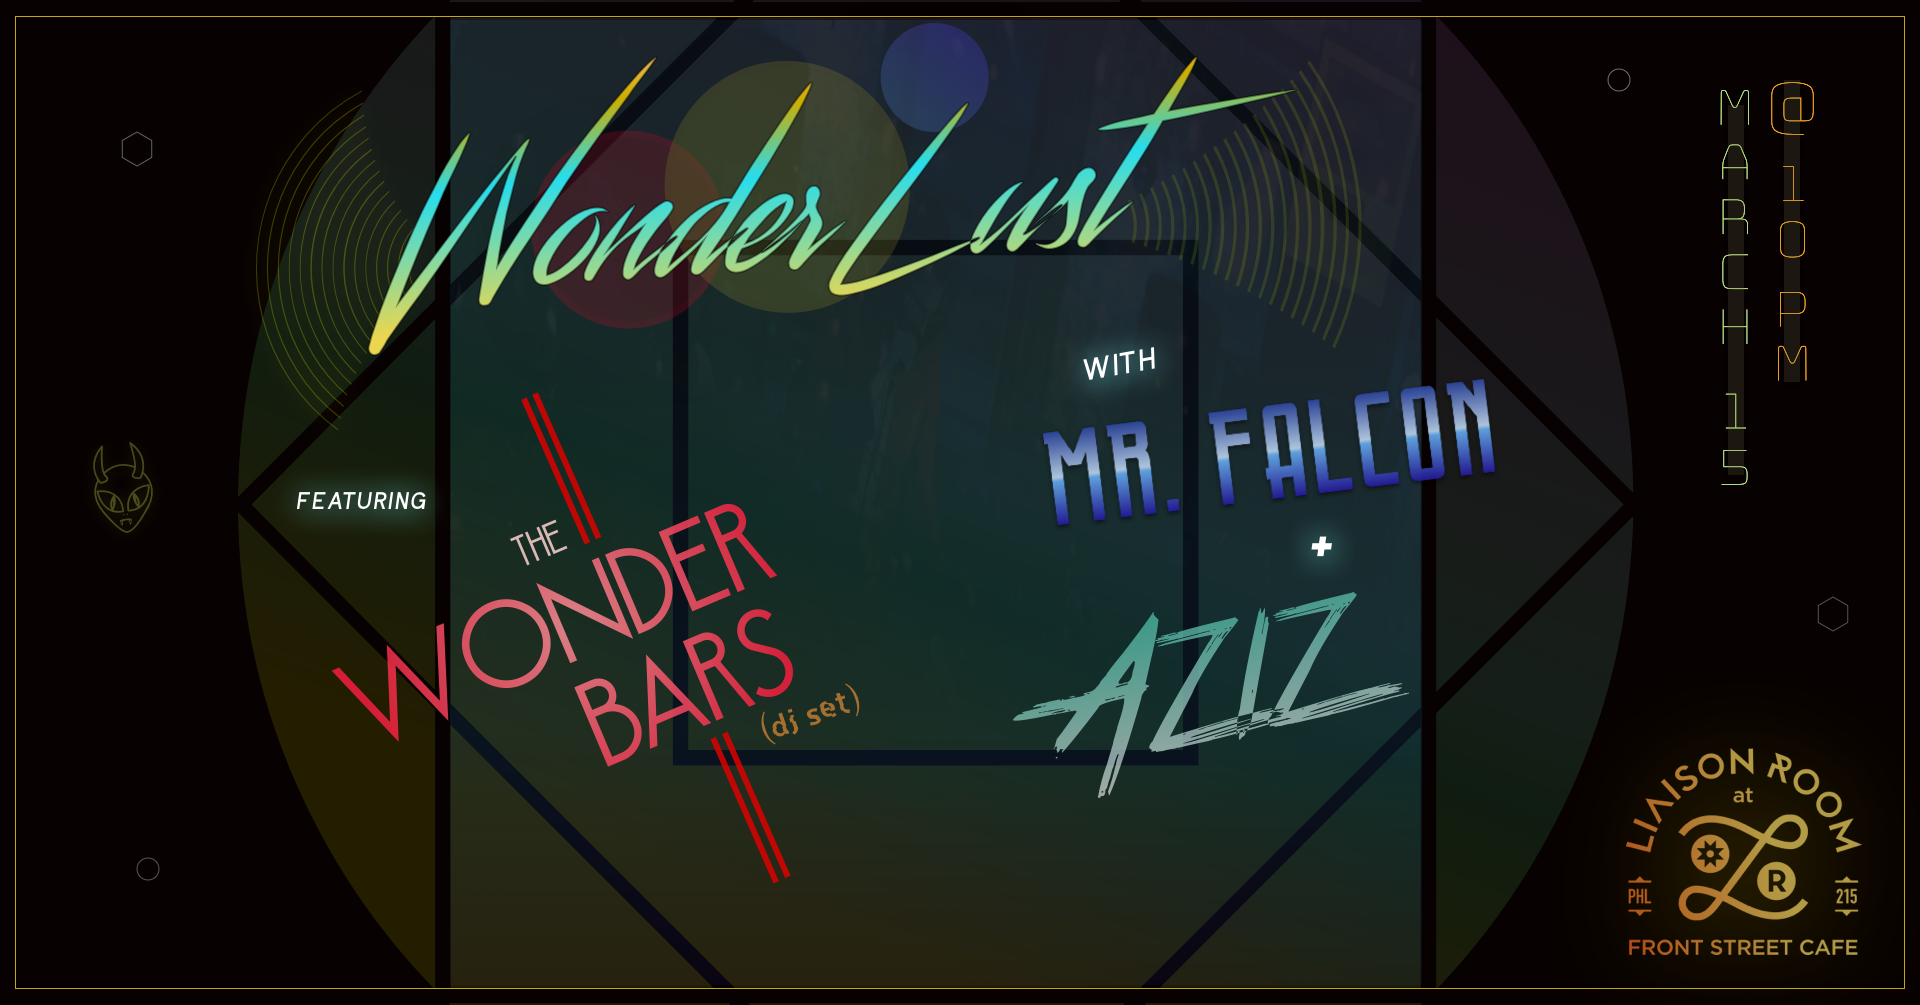 WonderLust
FEATURING
THE
WONDER
BARS
(dj set)
WITH
MR. FALCON
+
AZIZ
MARCH 15
@10PM
LIAISON ROOM
at
R
PHL
215
FRONT STREET CAFE